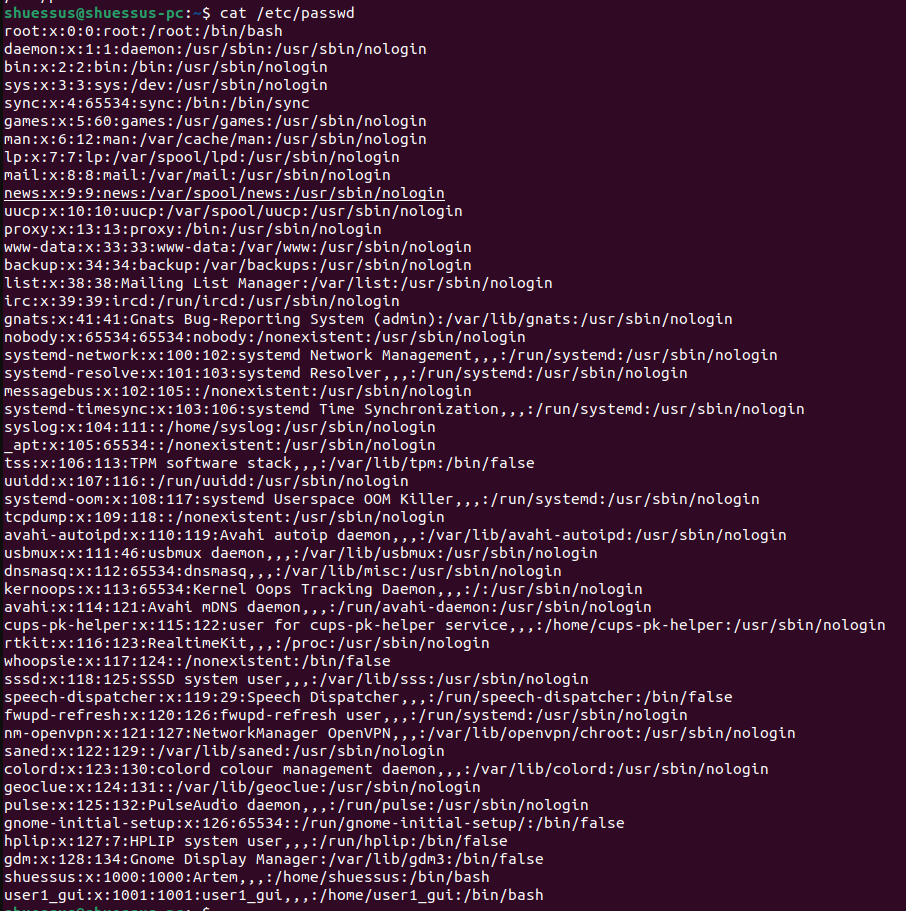 shuessus@shuessus-pc:~$ cat /etc/passwd
root:x:0:0:root:/root:/bin/bash
daemon:x:1:1:daemon:/usr/sbin:/usr/sbin/nologin
bin:x:2:2:bin:/bin:/usr/sbin/nologin
sys:x:3:3:sys:/dev:/usr/sbin/nologin
sync:x:4:65534:sync:/bin:/bin/sync
games:x:5:60:games:/usr/games:/usr/sbin/nologin
man:x:6:12:man:/var/cache/man:/usr/sbin/nologin
lp:x:7:7:lp:/var/spool/lpd:/usr/sbin/nologin
mail:x:8:8:mail:/var/mail:/usr/sbin/nologin
news:x:9:9:news:/var/spool/news:/usr/sbin/nologin
uucp:x:10:10:uucp:/var/spool/uucp:/usr/sbin/nologin
proxy:x:13:13:proxy:/bin:/usr/sbin/nologin
www-data:x:33:33:www-data:/var/www:/usr/sbin/nologin
backup:x:34:34:backup:/var/backups:/usr/sbin/nologin
list:x:38:38:Mailing List Manager:/var/list:/usr/sbin/nologin
irc:x:39:39:ircd:/run/ircd:/usr/sbin/nologin
gnats:x:41:41:Gnats Bug-Reporting System (admin):/var/lib/gnats:/usr/sbin/nologin
nobody:x:65534:65534:nobody:/nonexistent:/usr/sbin/nologin
systemd-network:x:100:102:systemd Network Management,,,:/run/systemd:/usr/sbin/nologin
systemd-resolve:x:101:103:systemd Resolver,,,:/run/systemd:/usr/sbin/nologin
messagebus:x:102:105::/nonexistent:/usr/sbin/nologin
systemd-timesync:x:103:106:systemd Time Synchronization,,,:/run/systemd:/usr/sbin/nologin
syslog:x:104:111::/home/syslog:/usr/sbin/nologin
_apt:x:105:65534::/nonexistent:/usr/sbin/nologin
tss:x:106:113:TPM software stack,,,:/var/lib/tpm:/bin/false
uuidd:x:107:116::/run/uuidd:/usr/sbin/nologin
systemd-oom:x:108:117:systemd Userspace OOM Killer,,,:/run/systemd:/usr/sbin/nologin
tcpdump:x:109:118::/nonexistent:/usr/sbin/nologin
avahi-autoipd:x:110:119:Avahi autoip daemon,,,:/var/lib/avahi-autoipd:/usr/sbin/nologin
usbmux:x:111:46:usbmux daemon,,,:/var/lib/usbmux:/usr/sbin/nologin
dnsmasq:x:112:65534:dnsmasq,,,:/var/lib/misc:/usr/sbin/nologin
kernoops:x:113:65534:Kernel Oops Tracking Daemon,,,:/:/usr/sbin/nologin
avahi:x:114:121:Avahi mDNS daemon,,,:/run/avahi-daemon:/usr/sbin/nologin
cups-pk-helper:x:115:122:user for cups-pk-helper service,,,:/home/cups-pk-helper:/usr/sbin/nologin
rtkit:x:116:123:RealtimeKit,,,:/proc:/usr/sbin/nologin
whoopsie:x:117:124::/nonexistent:/bin/false
sssd:x:118:125:SSSD system user,,,:/var/lib/sss:/usr/sbin/nologin
speech-dispatcher:x:119:29:Speech Dispatcher,,,:/run/speech-dispatcher:/bin/false
fwupd-refresh:x:120:126:fwupd-refresh user,,,:/run/systemd:/usr/sbin/nologin
nm-openvpn:x:121:127:NetworkManager OpenVPN,,,:/var/lib/openvpn/chroot:/usr/sbin/nologin
saned:x:122:129::/var/lib/saned:/usr/sbin/nologin
colord:x:123:130:colord colour management daemon,,,:/var/lib/colord:/usr/sbin/nologin
geoclue:x:124:131::/var/lib/geoclue:/usr/sbin/nologin
pulse:x:125:132:PulseAudio daemon,,,:/run/pulse:/usr/sbin/nologin
gnome-initial-setup:x:126:65534::/run/gnome-initial-setup/:/bin/false
hplip:x:127:7:HPLIP system user,,,:/run/hplip:/bin/false
gdm:x:128:134:Gnome Display Manager:/var/lib/gdm3:/bin/false
shuessus:x:1000:1000:Artem,,,:/home/shuessus:/bin/bash
user1_gui:x:1001:1001:user1_gui,,,:/home/user1_gui:/bin/bash